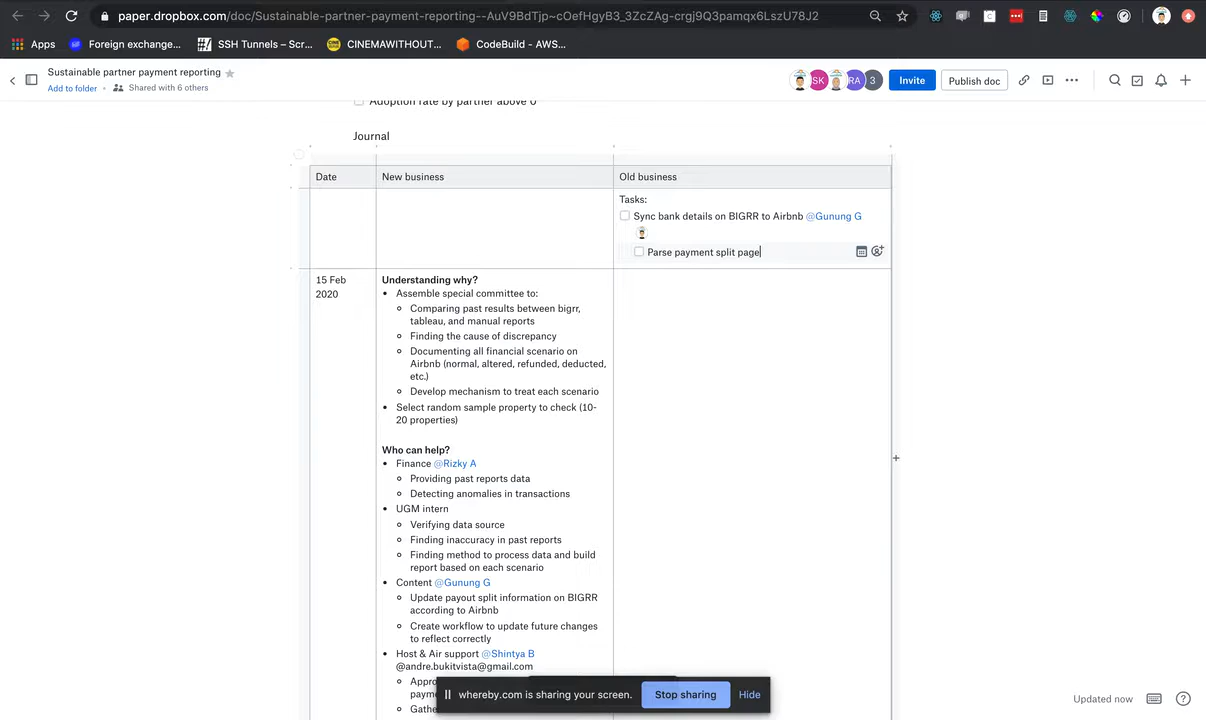 paper.dropbox.com/doc/Sustainable-partner-payment-reporting--AuV9BdTjp~cOefHgyB3_3ZcZAg-crgj9Q3pamqx6LszU78J2
Apps Foreign exchange... SSH Tunnels – Scr... CINEMAWITHOUT... CodeBuild - AWS...
Sustainable partner payment reporting
Add to folder • Shared with 6 others
SK RA 3 Invite Publish doc
Adoption rate by partner above 0
Journal
Date New business Old business
Tasks:
Sync bank details on BIGRR to Airbnb @Gunung G
Parse payment split page
15 Feb
2020
Understanding why?
Assemble special committee to:
Comparing past results between bigrr,
tableau, and manual reports
Finding the cause of discrepancy
Documenting all financial scenario on
Airbnb (normal, altered, refunded, deducted,
etc.)
Develop mechanism to treat each scenario
Select random sample property to check (10-
20 properties)
Who can help?
Finance @Rizky A
Providing past reports data
Detecting anomalies in transactions
UGM intern
Verifying data source
Finding inaccuracy in past reports
Finding method to process data and build
report based on each scenario
Content @Gunung G
Update payout split information on BIGRR
according to Airbnb
Create workflow to update future changes
to reflect correctly
Host & Air support @Shintya B
@andre.bukitvista@gmail.com
whereby.com is sharing your screen. Stop sharing Hide
Updated now